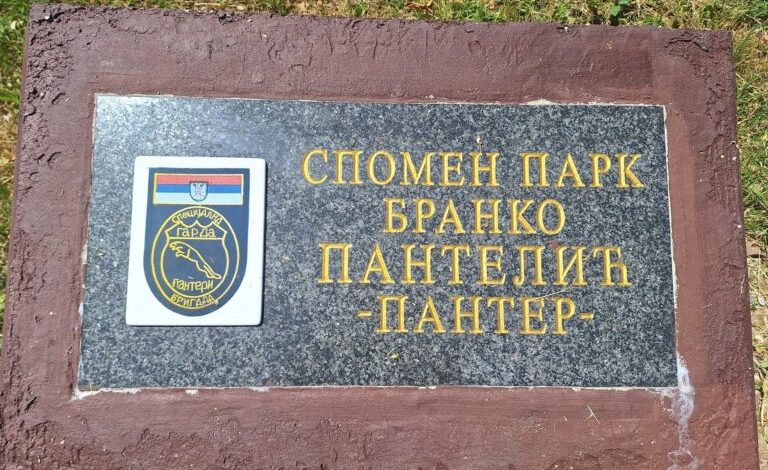 СПЕЦИЈАЛНА
ГАРДА
ПАНТЕРИ
БРИГАДА
СПОМЕН ПАРК
БРАНКО
ПАНТЕЛИЋ
-ПАНТЕР-